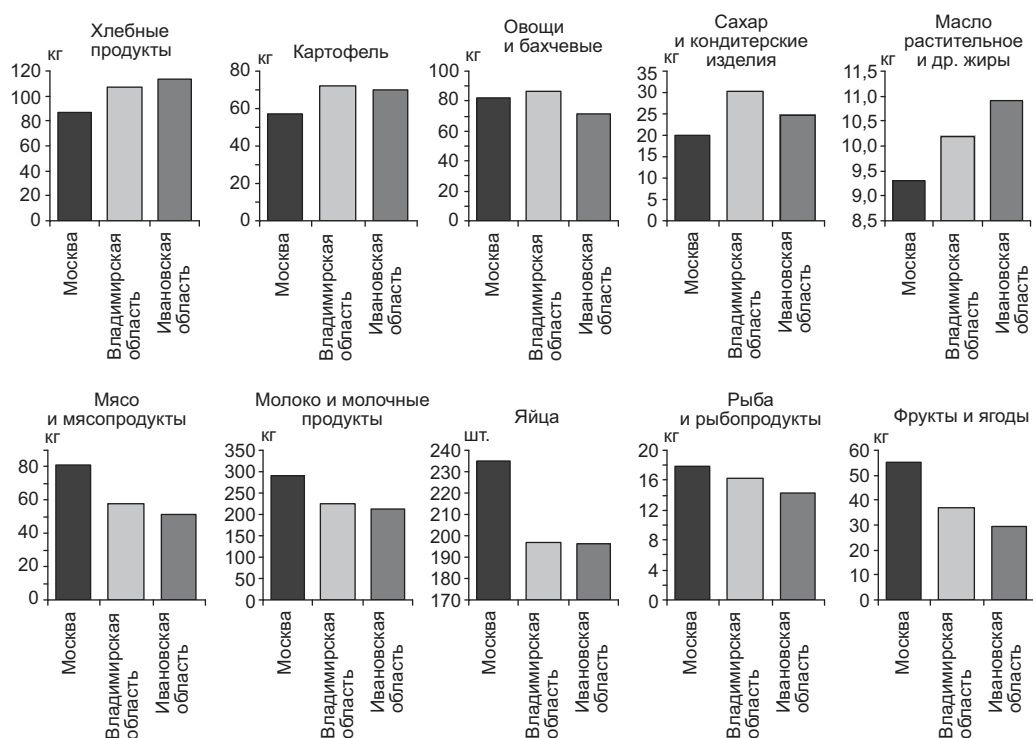 Хлебные
продукты
кг
120
100
80
60
40
20
0
Москва
Владимирская
область
Ивановская
область
Картофель
кг
80
60
40
20
0
Москва
Владимирская
область
Ивановская
область
Овощи
и бахчевые
кг
100
80
60
40
20
0
Москва
Владимирская
область
Ивановская
область
Сахар
и кондитерские
изделия
кг
35
30
25
20
15
10
5
0
Москва
Владимирская
область
Ивановская
область
Масло
растительное
и др. жиры
кг
11,5
11,0
10,5
10,0
9,5
9,0
8,5
Москва
Владимирская
область
Ивановская
область
Мясо
и мясопродукты
кг
80
60
40
20
0
Москва
Владимирская
область
Ивановская
область
Молоко и молочные
продукты
кг
350
300
250
200
150
100
50
0
Москва
Владимирская
область
Ивановская
область
Яйца
шт.
240
230
220
210
200
190
180
170
Москва
Владимирская
область
Ивановская
область
Рыба
и рыбопродукты
кг
20
16
12
8
4
0
Москва
Владимирская
область
Ивановская
область
Фрукты и ягоды
кг
60
50
40
30
20
10
0
Москва
Владимирская
область
Ивановская
область